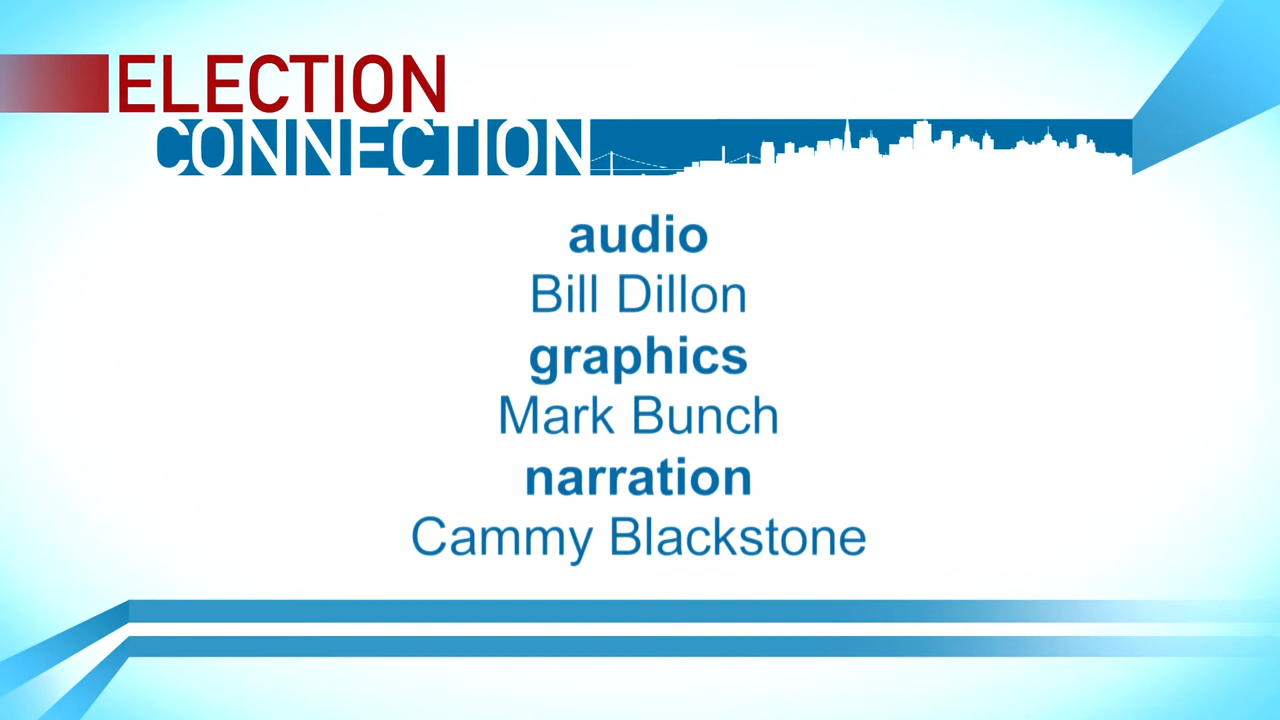 ELECTION
CONNECTION
audio
Bill Dillon
graphics
Mark Bunch
narration
Cammy Blackstone